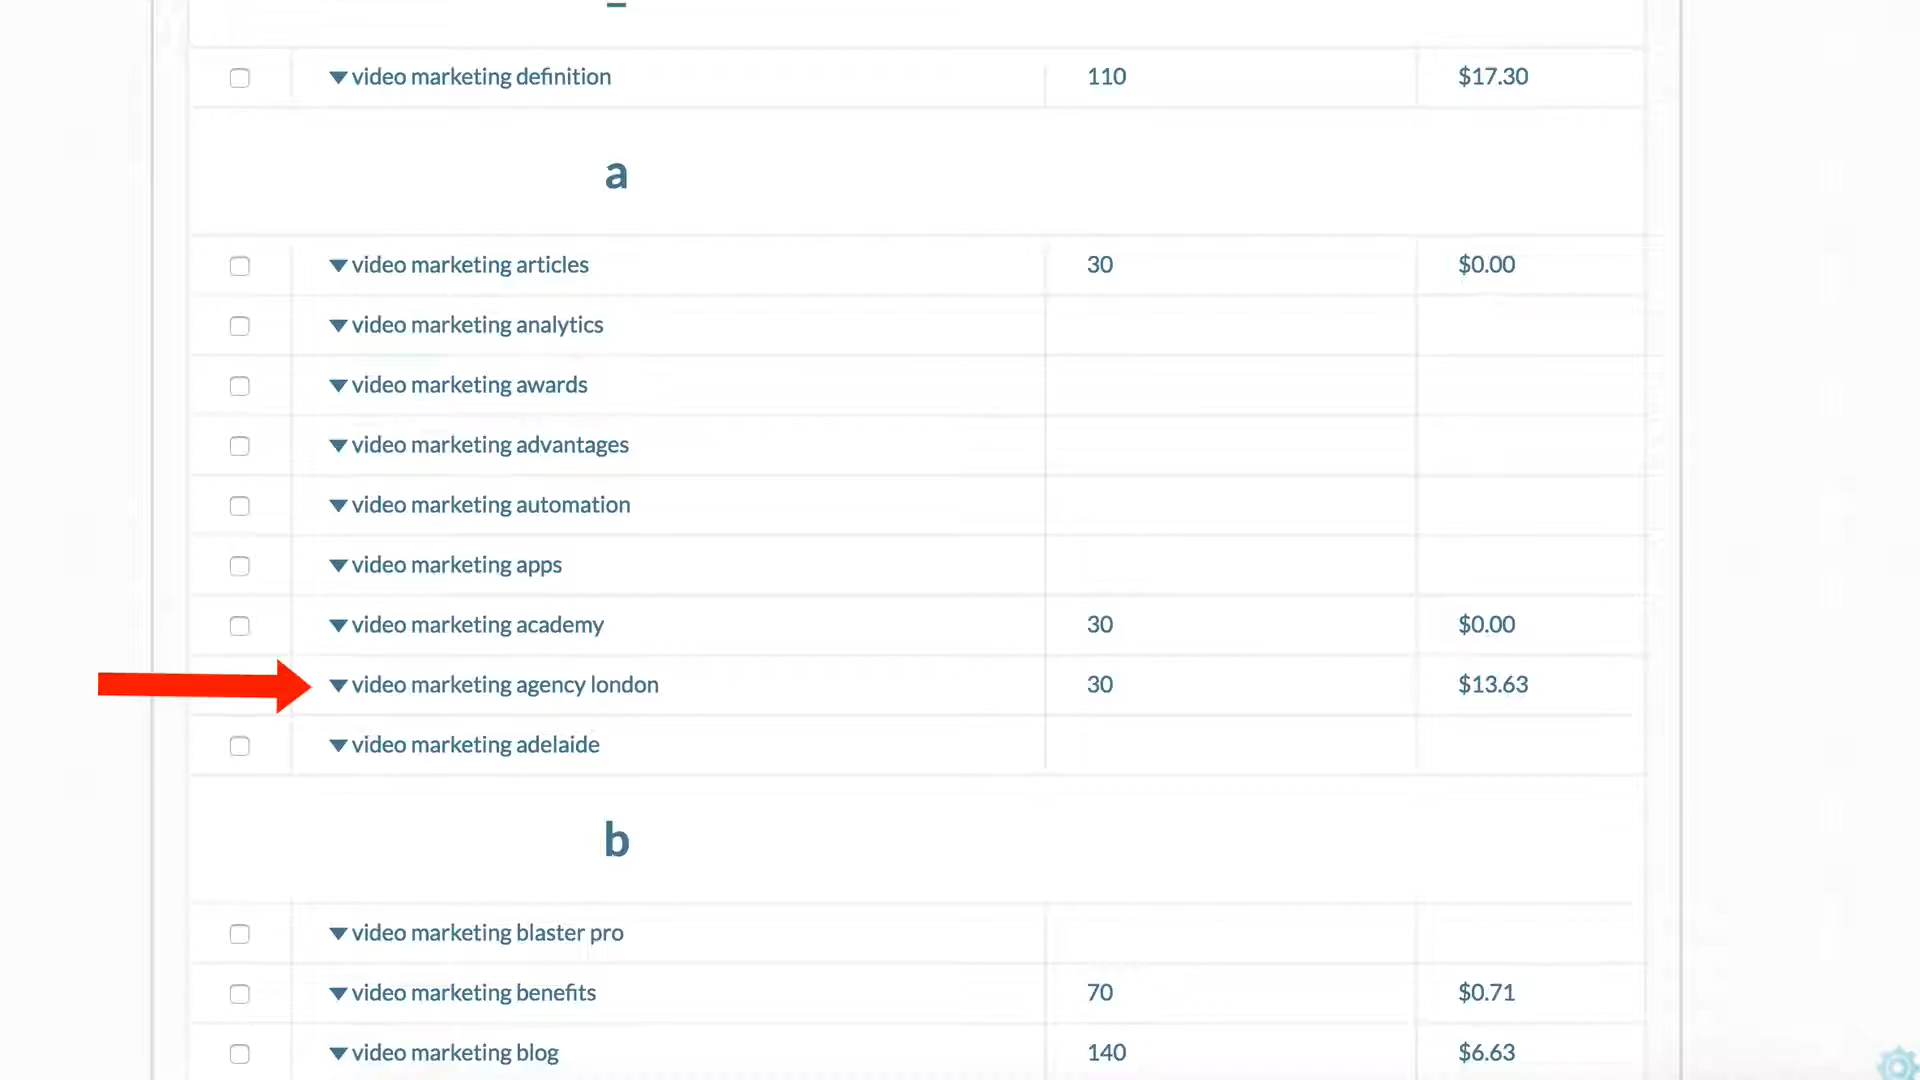 video marketing definition 110 $17.30
a
video marketing articles 30 $0.00
video marketing analytics
video marketing awards
video marketing advantages
video marketing automation
video marketing apps
video marketing academy 30 $0.00
video marketing agency london 30 $13.63
video marketing adelaide
b
video marketing blaster pro
video marketing benefits 70 $0.71
video marketing blog 140 $6.63